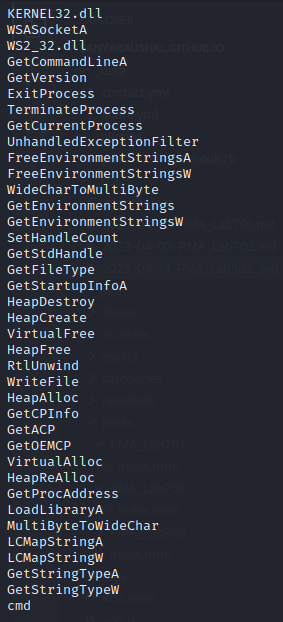 KERNEL32.dll
WSASocketA
WS2_32.dll
GetCommandLineA
GetVersion
ExitProcess
TerminateProcess
GetCurrentProcess
UnhandledExceptionFilter
FreeEnvironmentStringsA
FreeEnvironmentStringsW
WideCharToMultiByte
GetEnvironmentStrings
GetEnvironmentStringsW
SetHandleCount
GetStdHandle
GetFileType
GetStartupInfoA
HeapDestroy
HeapCreate
VirtualFree
HeapFree
RtlUnwind
WriteFile
HeapAlloc
GetCPInfo
GetACP
GetOEMCP
VirtualAlloc
HeapReAlloc
GetProcAddress
LoadLibraryA
MultiByteToWideChar
LCMapStringA
LCMapStringW
GetStringTypeA
GetStringTypeW
cmd